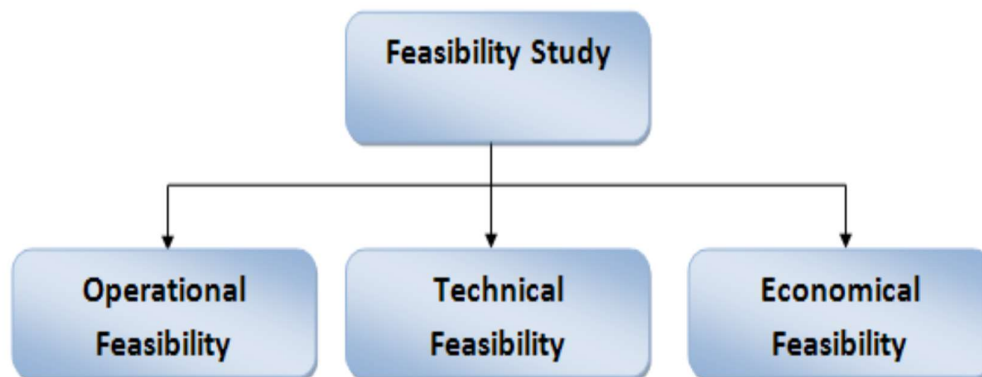 Feasibility Study
Operational
Feasibility
Technical
Feasibility
Economical
Feasibility